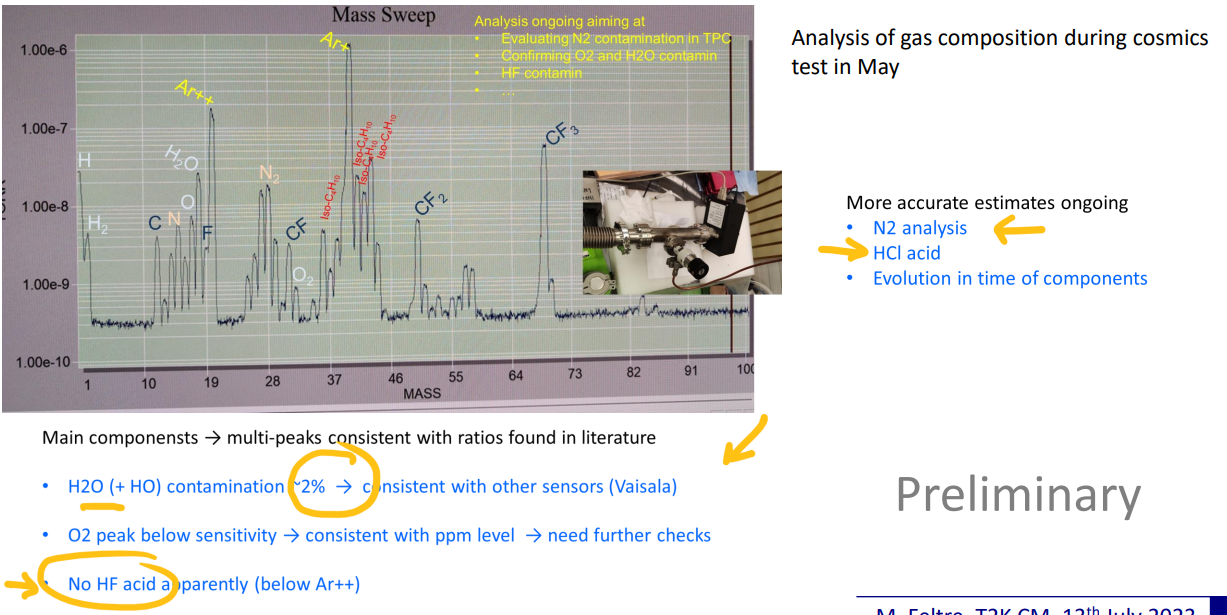 Mass Sweep
Analysis ongoing aiming at
• Evaluating N2 contamination in TPC
• Confirming O2 and H2O contamin
• HF contamin
• ...
1.00e-6
1.00e-7
1.00e-8
1.00e-9
1.00e-10
H
H2
C
N
O
H2O
F
Ar++
N2
CF
O2
Iso-C4H10
Ar+
Iso-C4H10
Iso-C4H10
Iso-C4H10
CF2
CF3
1 10 19 28 37 46 55 64 73 82 91 100
MASS
Analysis of gas composition during cosmics
test in May
More accurate estimates ongoing
• N2 analysis
• HCl acid
• Evolution in time of components
Main componensts → multi-peaks consistent with ratios found in literature
• H2O (+ HO) contamination ~2% → consistent with other sensors (Vaisala)
• O2 peak below sensitivity → consistent with ppm level → need further checks
• No HF acid apparently (below Ar++)
Preliminary